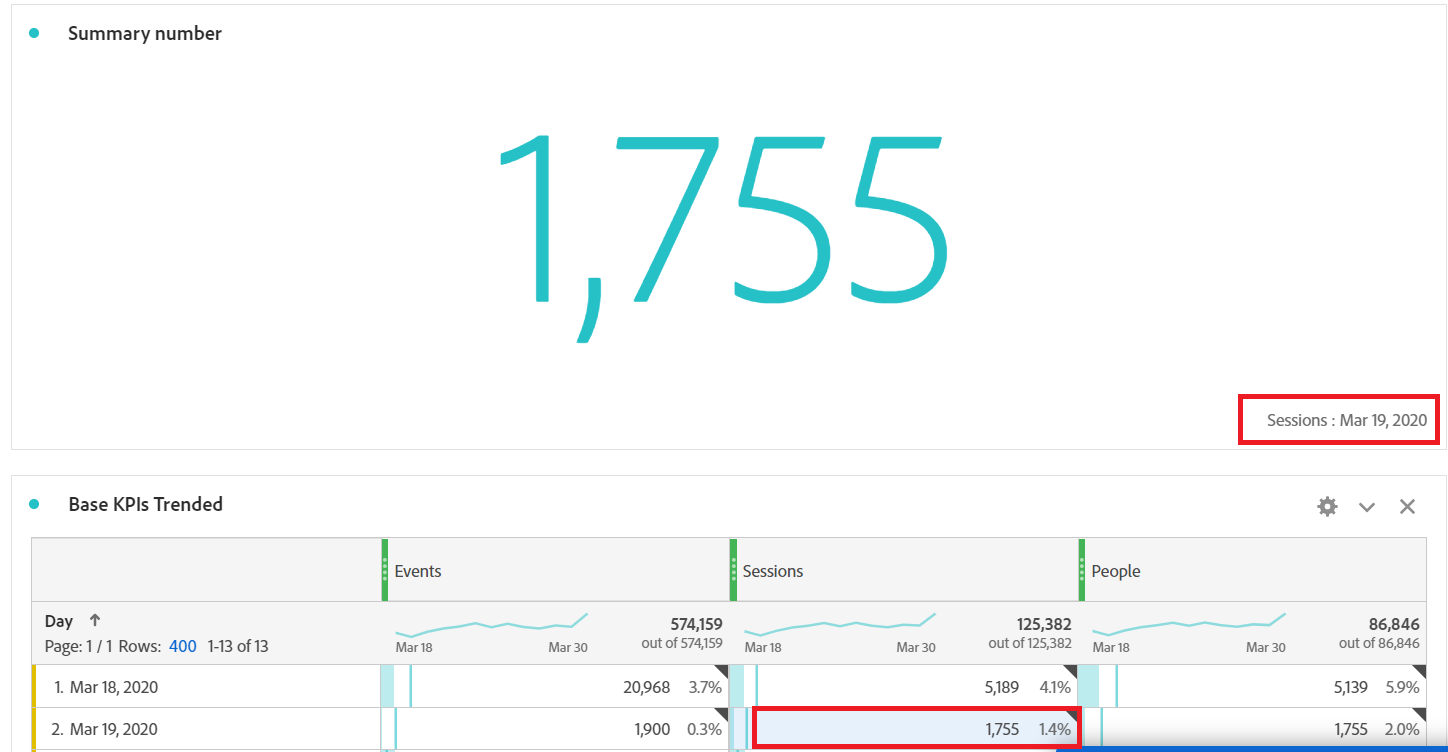 Summary number
1,755
Sessions : Mar 19, 2020
Base KPIs Trended
Events Sessions People
Day ↑ 574,159 125,382 86,846
Page: 1 / 1 Rows: 400 1-13 of 13 Mar 18 Mar 30 out of 574,159 Mar 18 Mar 30 out of 125,382 Mar 18 Mar 30 out of 86,846
1. Mar 18, 2020 20,968 3.7% 5,189 4.1% 5,139 5.9%
2. Mar 19, 2020 1,900 0.3% 1,755 1.4% 1,755 2.0%